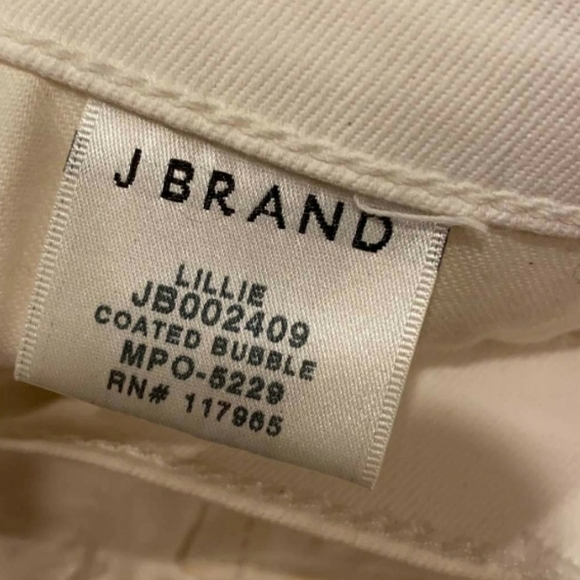 J BRAND
LILLIE
JB002409
COATED BUBBLE
MPO-5229
RN# 117965